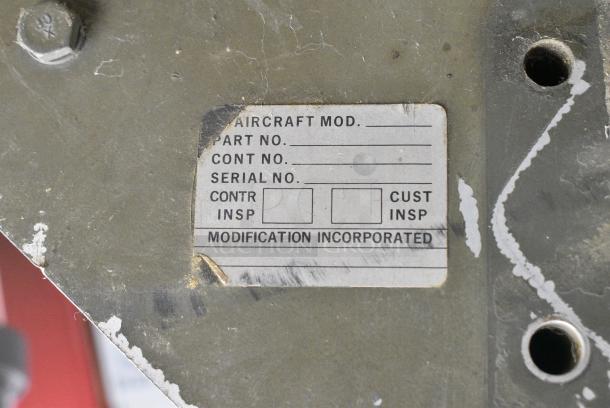 AIRCRAFT MOD.
PART NO.
CONT NO.
SERIAL NO.
CONTR CUST
INSP INSP
MODIFICATION INCORPORATED